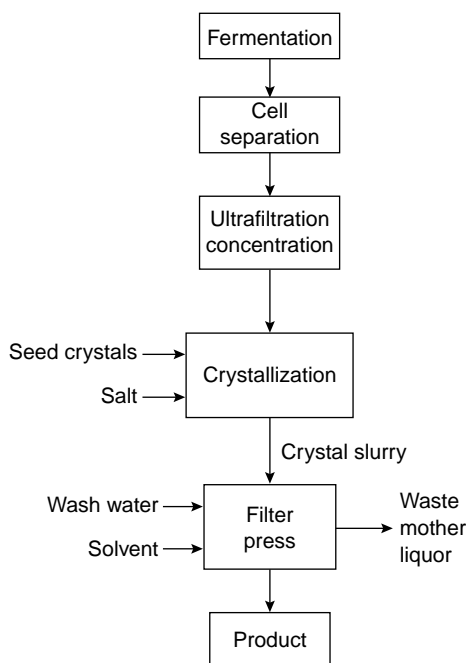 Fermentation
Cell
separation
Ultrafiltration
concentration
Seed crystals
Salt
Crystallization
Crystal slurry
Wash water
Solvent
Filter
press
Waste
mother
liquor
Product